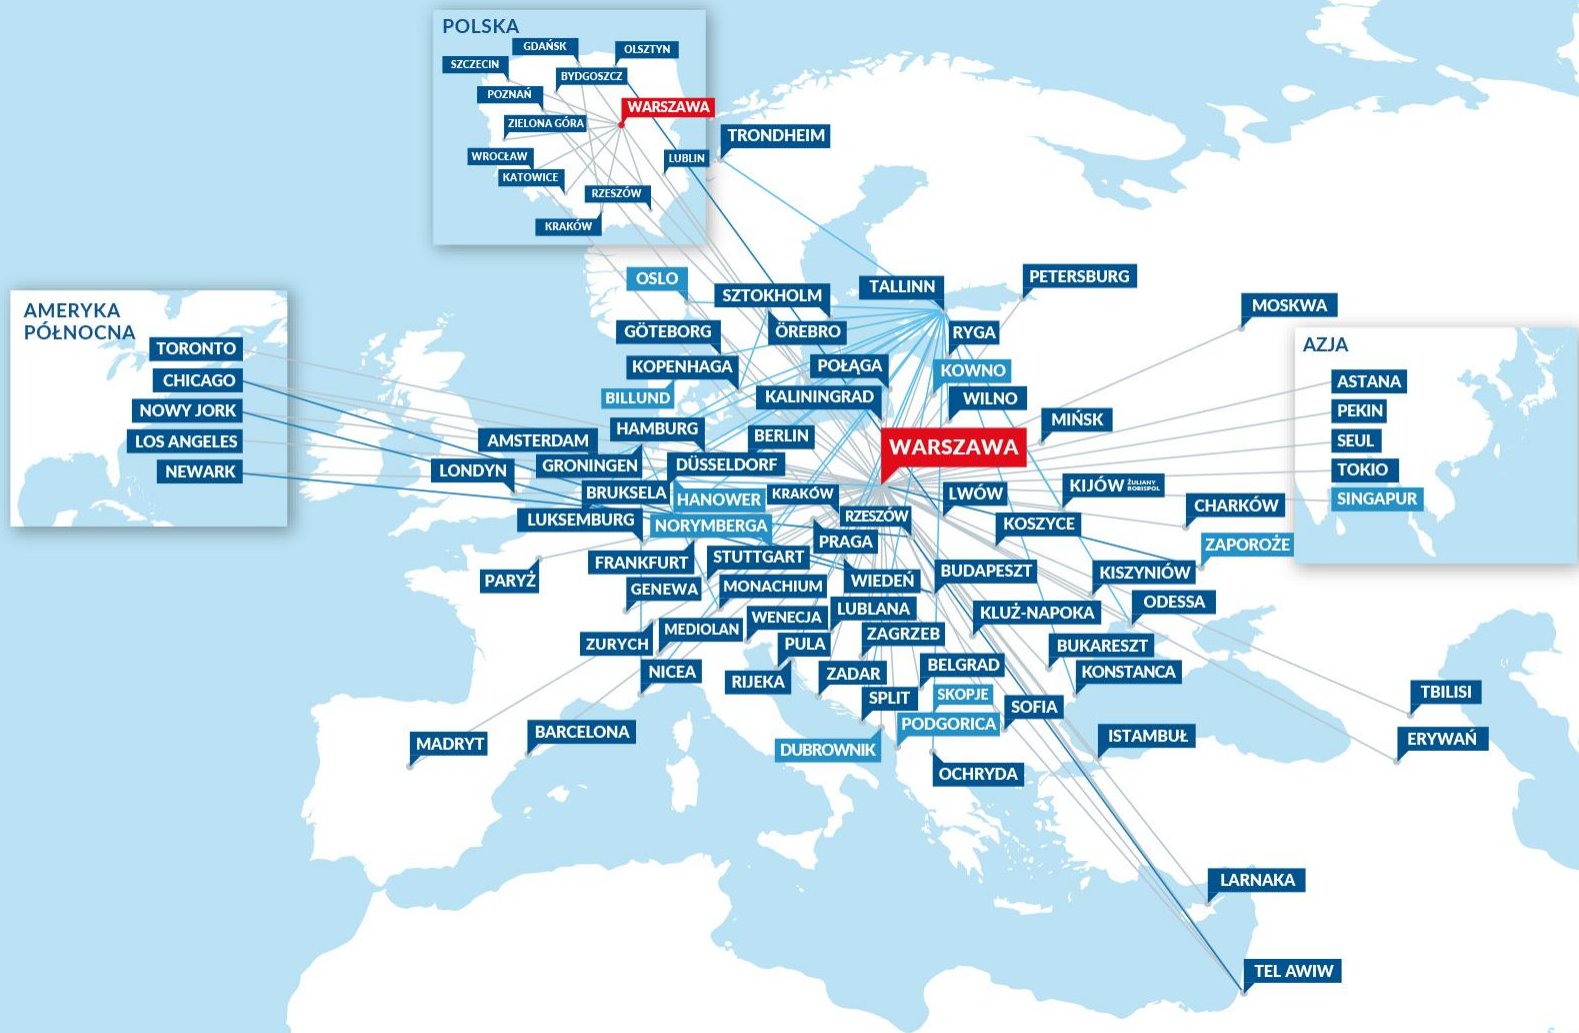 POLSKA
GDAŃSK
OLSZTYN
SZCZECIN
BYDGOSZCZ
POZNAŃ
WARSZAWA
ZIELONA GÓRA
WROCŁAW
LUBLIN
KATOWICE
RZESZÓW
KRAKÓW
TRONDHEIM
AMERYKA
PÓŁNOCNA
TORONTO
CHICAGO
NOWY JORK
LOS ANGELES
NEWARK
OSLO
SZTOKHOLM
TALLINN
PETERSBURG
MOSKWA
GÖTEBORG
ÖREBRO
RYGA
KOPENHAGA
POŁĄGA
KOWNO
BILLUND
KALININGRAD
WILNO
AZJA
ASTANA
PEKIN
SEUL
TOKIO
SINGAPUR
HAMBURG
BERLIN
MIŃSK
AMSTERDAM
WARSZAWA
LONDYN
GRONINGEN
DÜSSELDORF
BRUKSELA
HANOWER
KRAKÓW
LWÓW
KIJÓW ŻULIANY
BORISPOL
CHARKÓW
LUKSEMBURG
NORYMBERGA
RZESZÓW
KOSZYCE
PRAGA
ZAPOROŻE
PARYŻ
FRANKFURT
STUTTGART
WIEDEŃ
BUDAPESZT
KISZYNIÓW
GENEWA
MONACHIUM
LUBLANA
KLUŻ-NAPOKA
ODESSA
WENECJA
ZURYCH
MEDIOLAN
PULA
ZAGRZEB
BUKARESZT
NICEA
RIJEKA
ZADAR
BELGRAD
KONSTANCA
SPLIT
SKOPJE
SOFIA
TBILISI
MADRYT
BARCELONA
DUBROWNIK
PODGORICA
ISTAMBUŁ
ERYWAŃ
OCHRYDA
LARNAKA
TEL AWIW